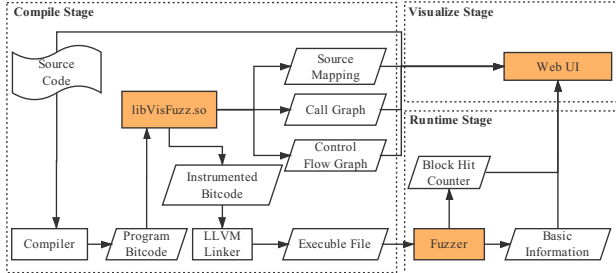 Compile Stage
Visualize Stage
Source
Code
Source
Mapping
Web UI
libVisFuzz.so
Call Graph
Runtime Stage
Control
Flow Graph
Instrumented
Bitcode
Block Hit
Counter
Compiler
Program
Bitcode
LLVM
Linker
Execuble File
Fuzzer
Basic
Information